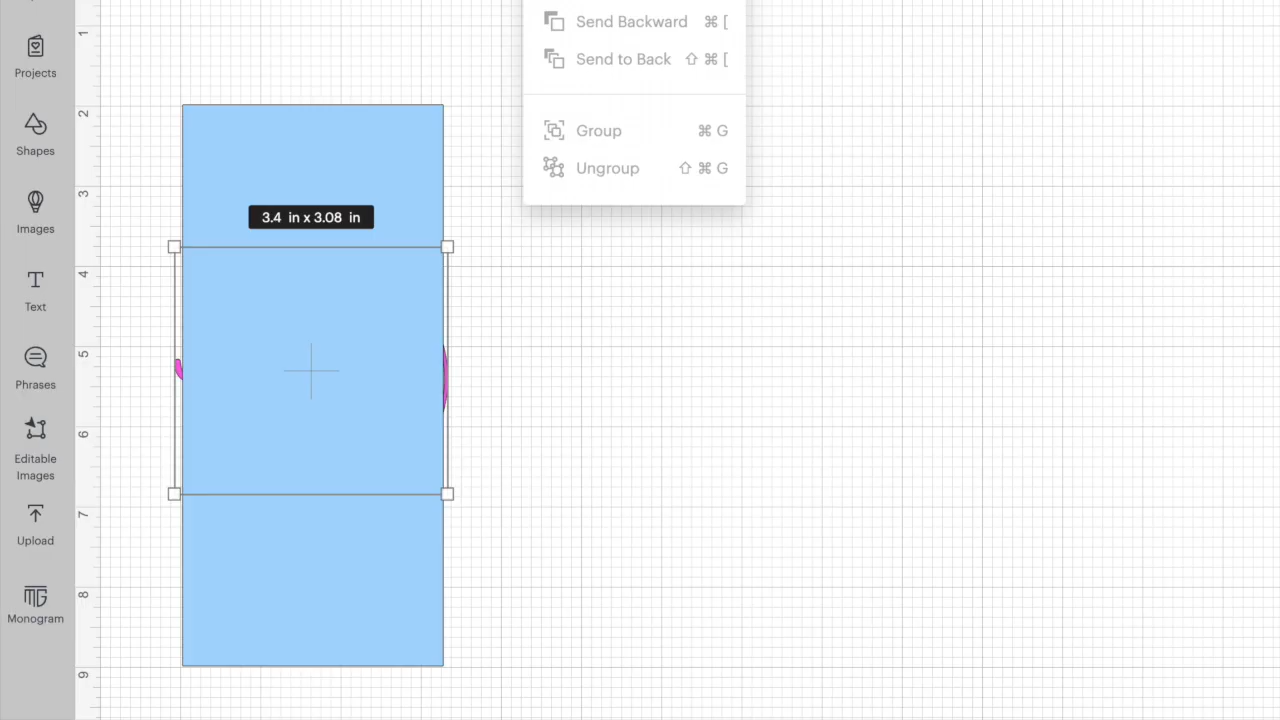 Send Backward ⌘ [
Send to Back ⇧ ⌘ [
Group ⌘ G
Ungroup ⇧ ⌘ G
Projects
Shapes
Images
Text
Phrases
Editable
Images
Upload
MG
Monogram
1
2
3
4
5
6
7
8
9
3.4 in x 3.08 in